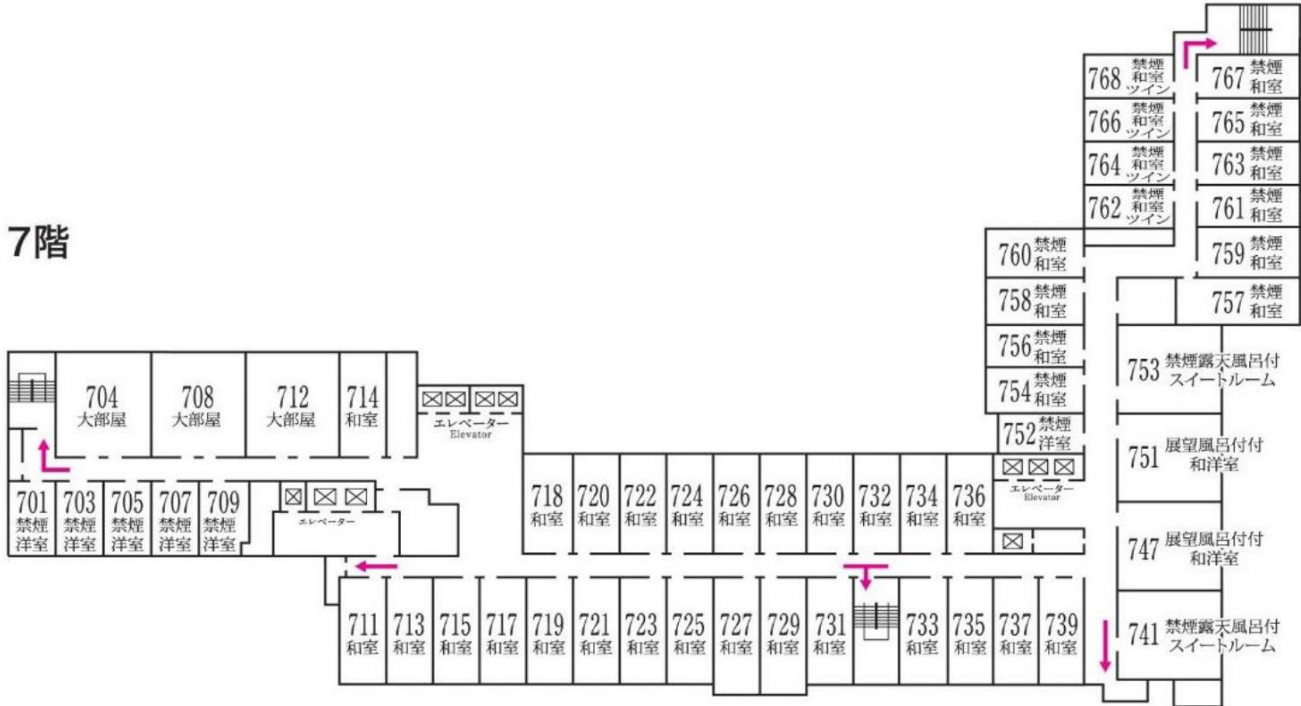 768 禁煙
和室
ツイン
767 禁煙
和室
766 禁煙
和室
ツイン
765 禁煙
和室
764 禁煙
和室
ツイン
763 禁煙
和室
762 禁煙
和室
ツイン
761 禁煙
和室
7階
760 禁煙
和室
759 禁煙
和室
758 禁煙
和室
757 禁煙
和室
756 禁煙
和室
753 禁煙露天風呂付
スイートルーム
754 禁煙
和室
752 禁煙
洋室
751 展望風呂付付
和洋室
704
大部屋
708
大部屋
712
大部屋
714
和室
エレベーター
Elevator
エレベーター
Elevator
701
禁煙
洋室
703
禁煙
洋室
705
禁煙
洋室
707
禁煙
洋室
709
禁煙
洋室
エレベーター
718
和室
720
和室
722
和室
724
和室
726
和室
728
和室
730
和室
732
和室
734
和室
736
和室
747 展望風呂付付
和洋室
711
和室
713
和室
715
和室
717
和室
719
和室
721
和室
723
和室
725
和室
727
和室
729
和室
731
和室
733
和室
735
和室
737
和室
739
和室
741 禁煙露天風呂付
スイートルーム